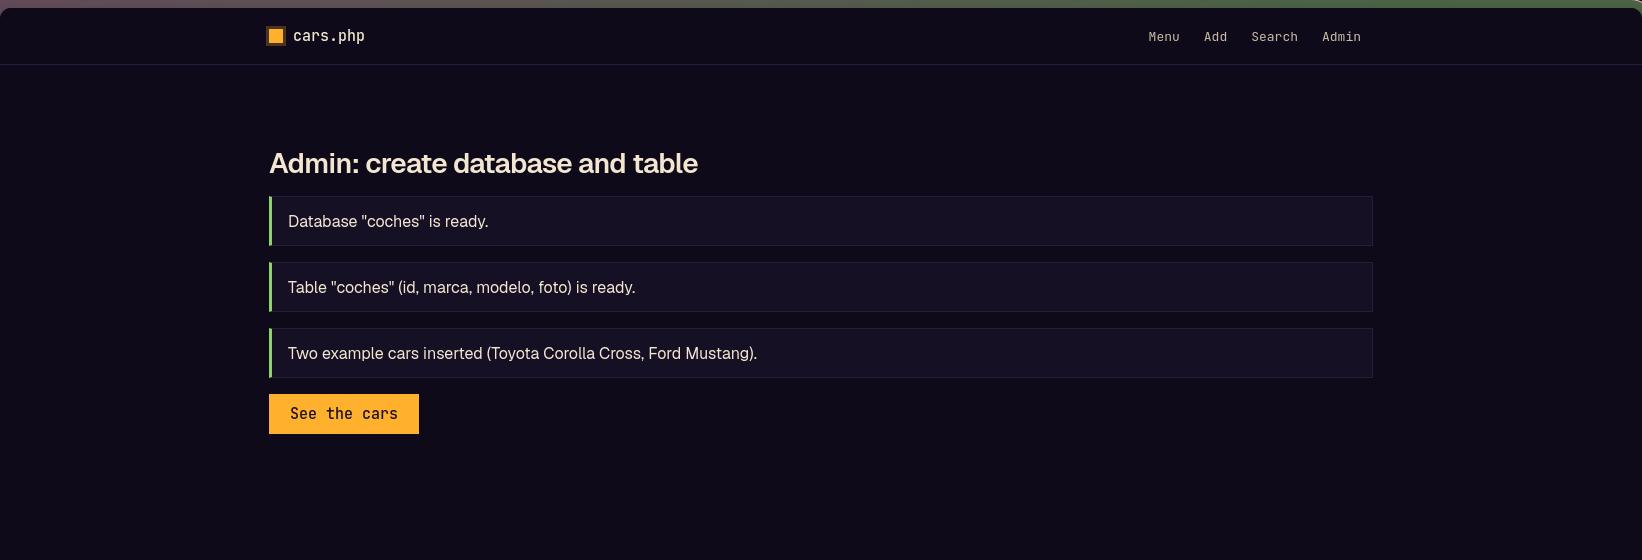 cars.php
Menu Add Search Admin
Admin: create database and table
Database "coches" is ready.
Table "coches" (id, marca, modelo, foto) is ready.
Two example cars inserted (Toyota Corolla Cross, Ford Mustang).
See the cars